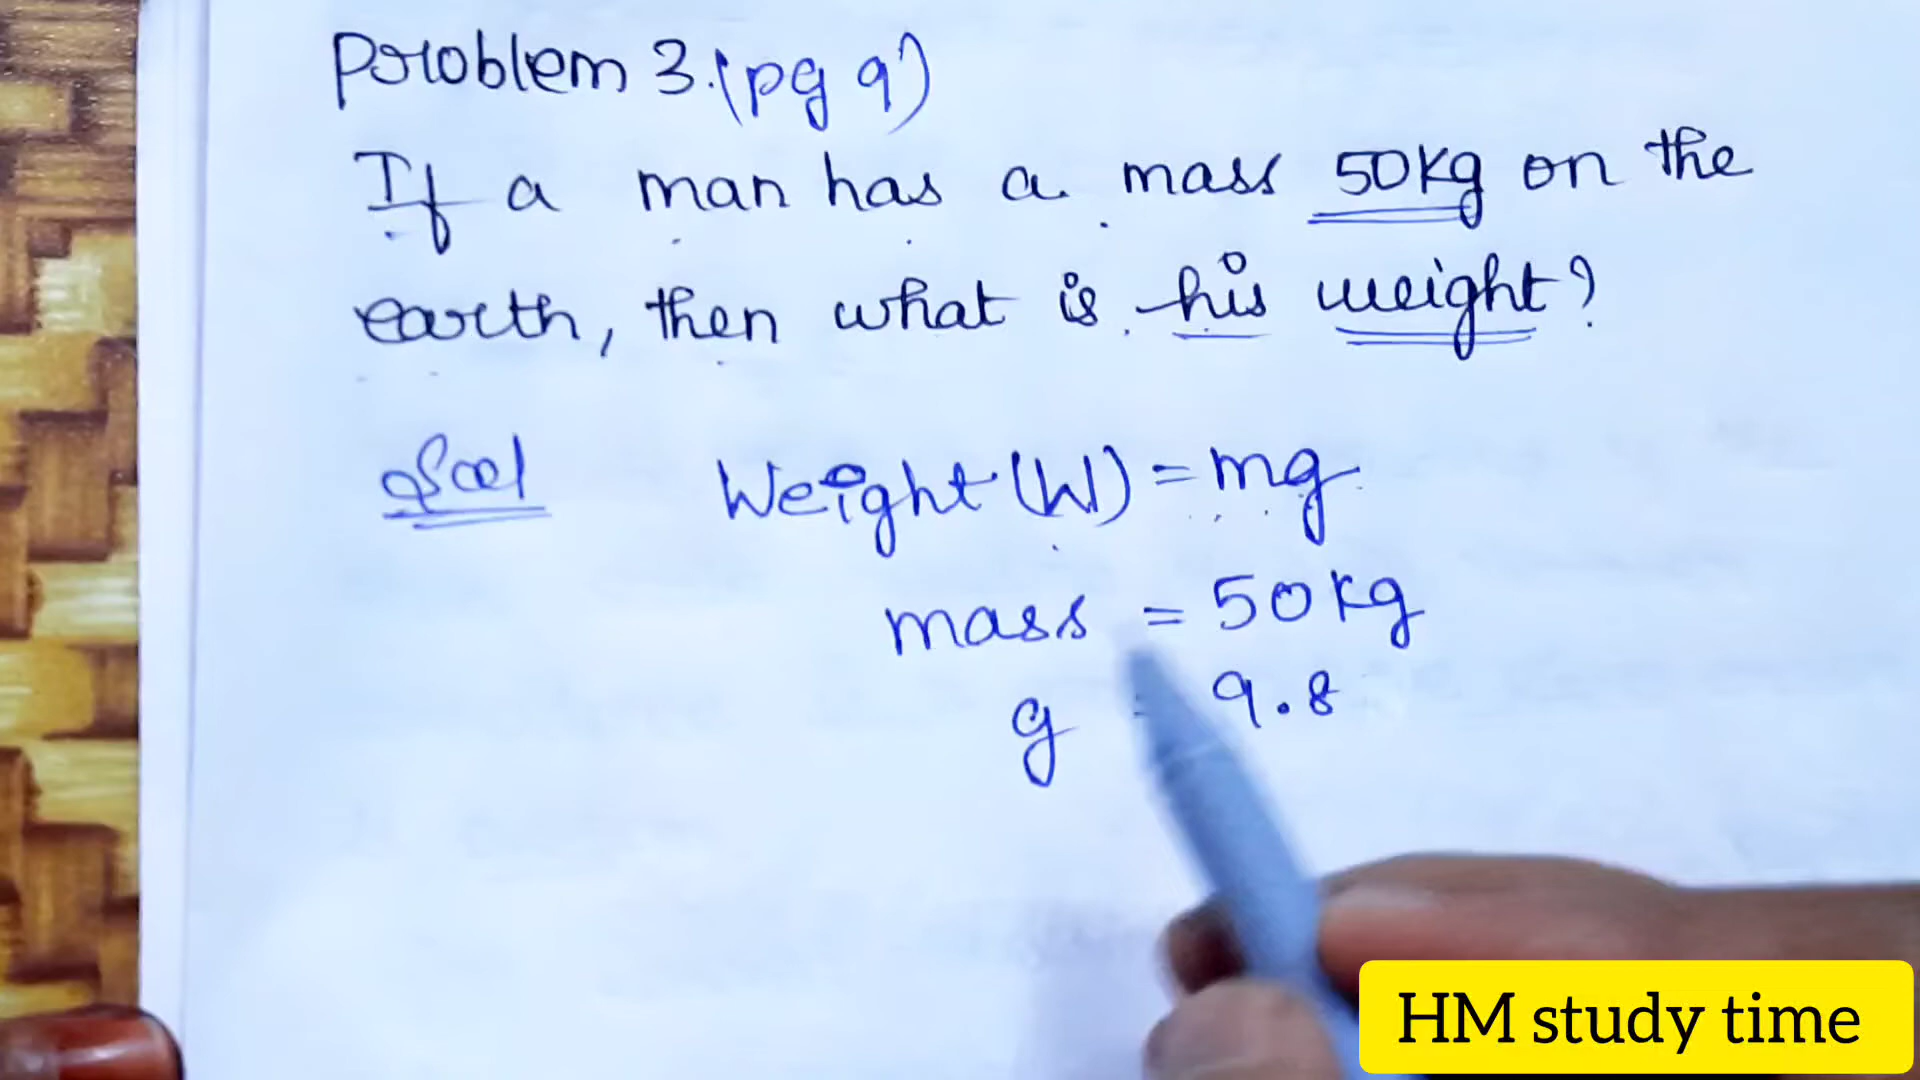 Problem 3. (pg 9)
If a man has a mass 50kg on the
earth, then what is his weight?
Sol Weight (W) = mg
mass = 50kg
g = 9.8
HM study time